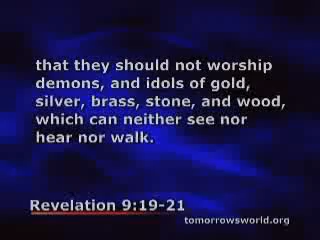 that they should not worship
demons, and idols of gold,
silver, brass, stone, and wood,
which can neither see nor
hear nor walk.
Revelation 9:19-21
tomorrowsworld.org